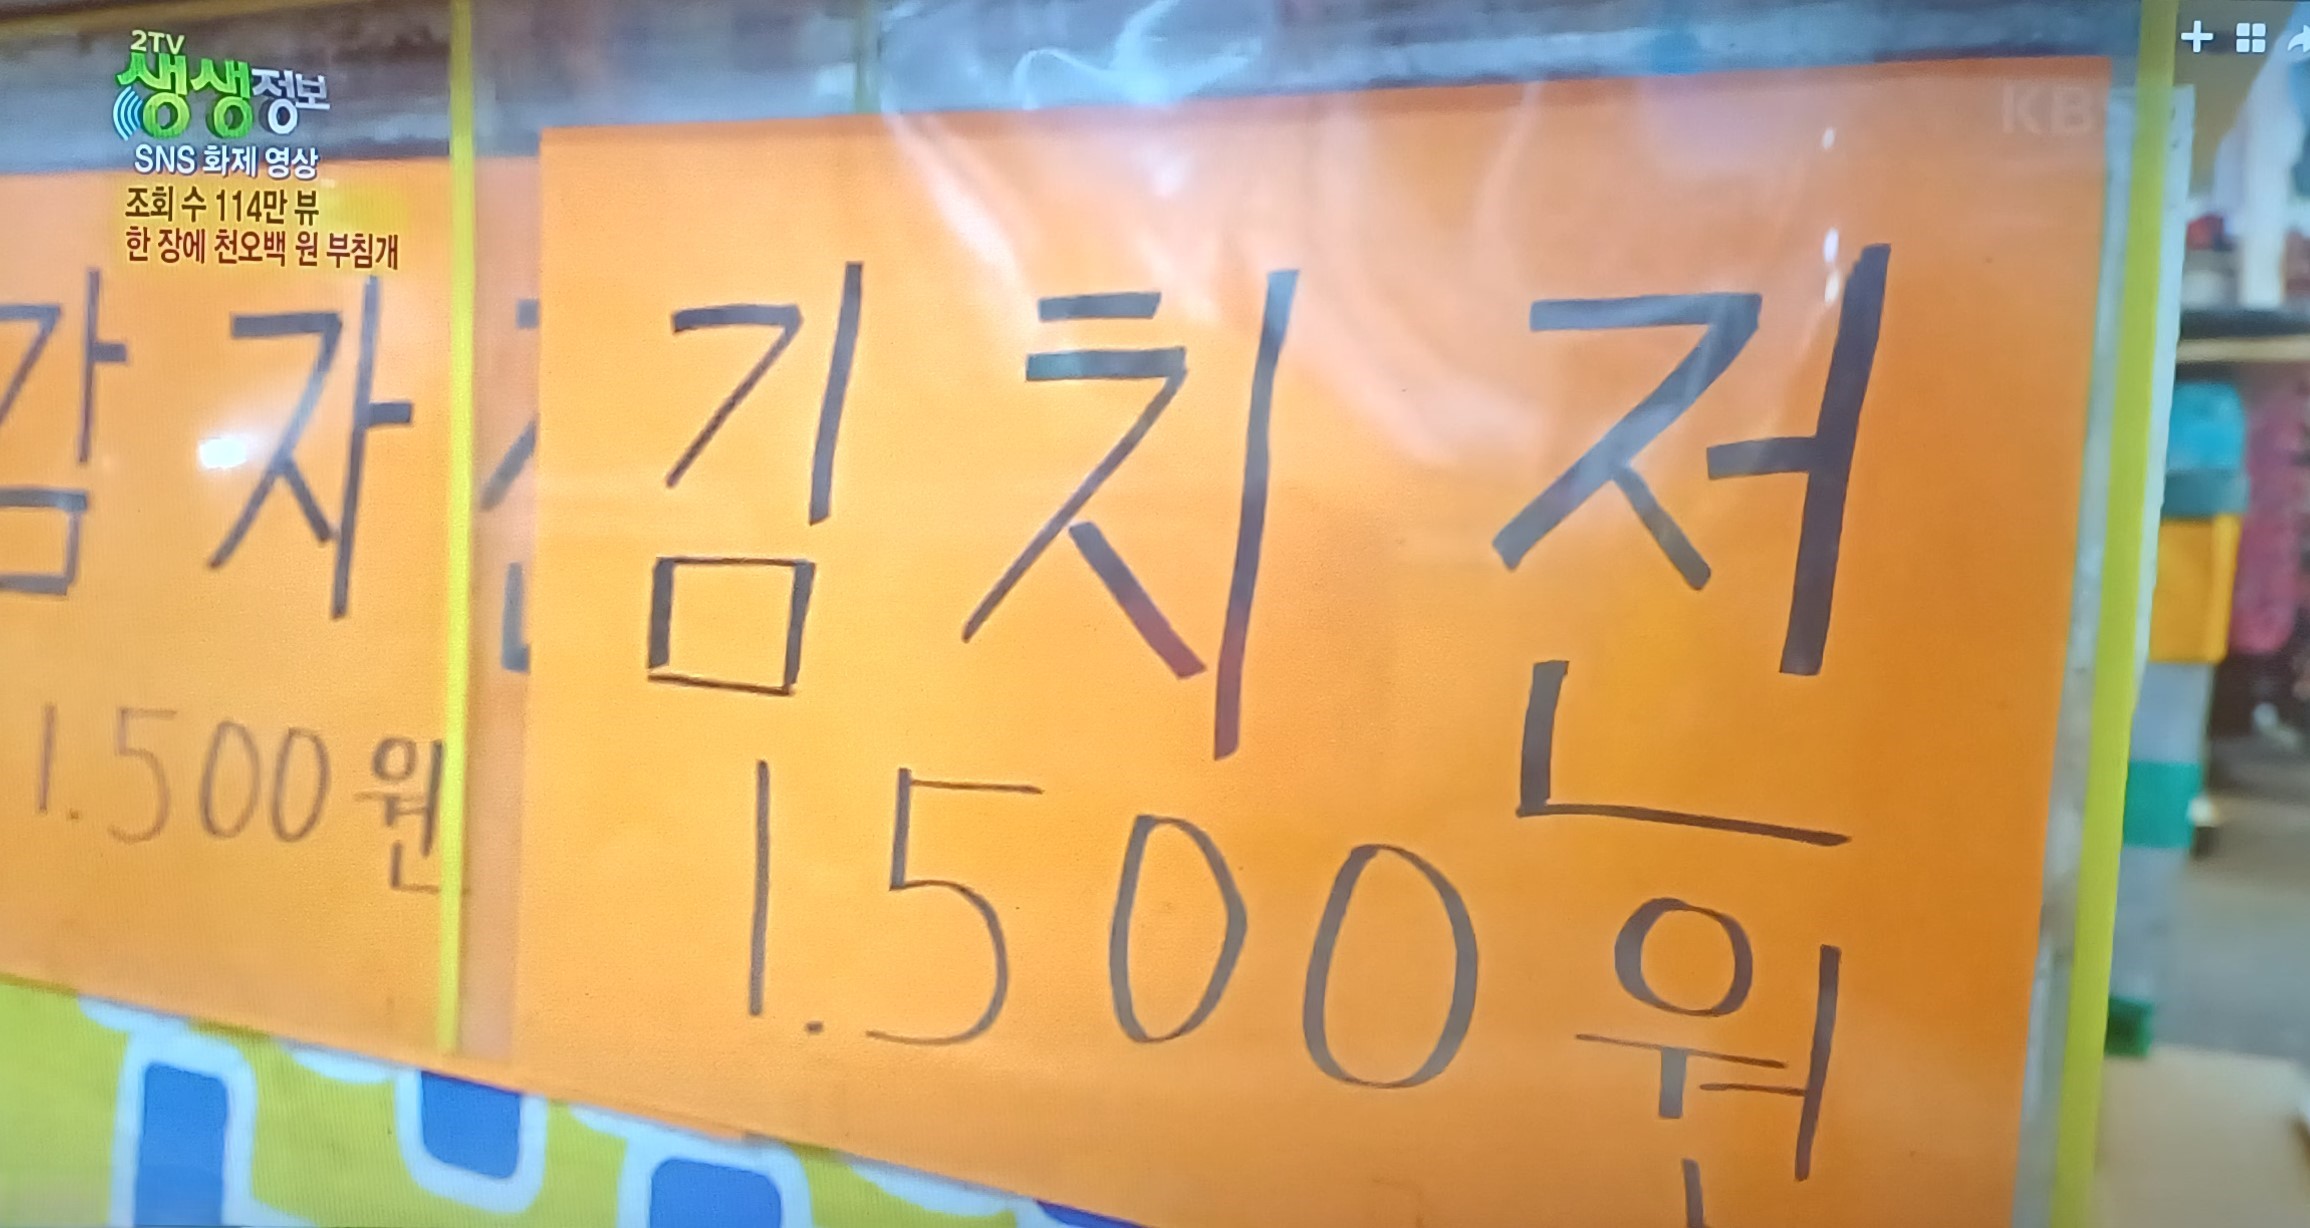 2TV
생생정보
SNS 화제 영상
조회 수 114만 뷰
한 장에 천오백 원 부침개
KBS
감자
1.500원
김치전
1.500원